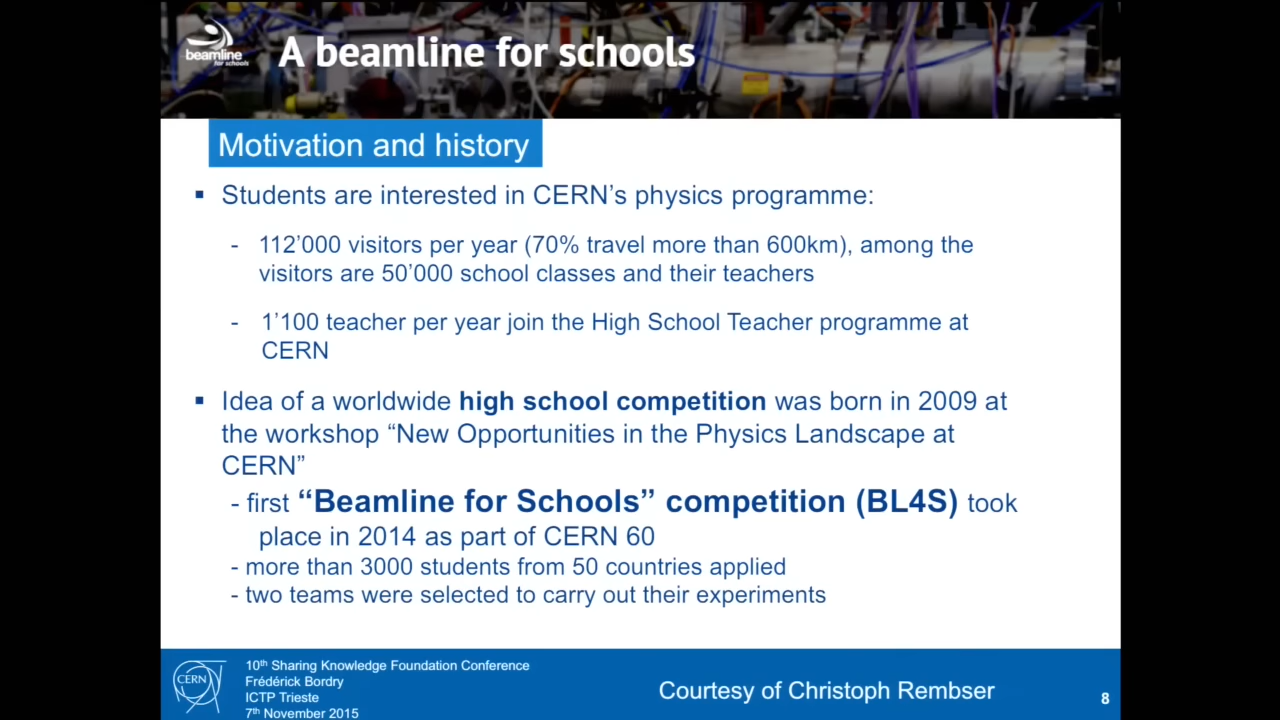 beamline
for schools
A beamline for schools
Motivation and history
▪ Students are interested in CERN’s physics programme:
- 112’000 visitors per year (70% travel more than 600km), among the
visitors are 50’000 school classes and their teachers
- 1’100 teacher per year join the High School Teacher programme at
CERN
▪ Idea of a worldwide high school competition was born in 2009 at
the workshop “New Opportunities in the Physics Landscape at
CERN”
- first “Beamline for Schools” competition (BL4S) took
place in 2014 as part of CERN 60
- more than 3000 students from 50 countries applied
- two teams were selected to carry out their experiments
CERN
10th Sharing Knowledge Foundation Conference
Frédérick Bordry
ICTP Trieste
7th November 2015
Courtesy of Christoph Rembser
8